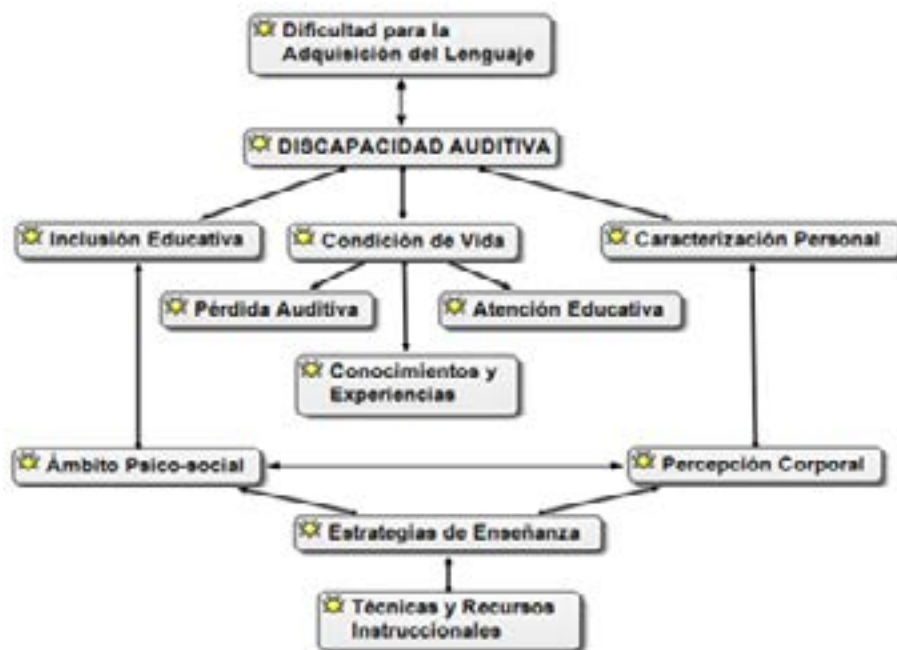 Dificultad para la
Adquisición del Lenguaje
DISCAPACIDAD AUDITIVA
Inclusión Educativa
Condición de Vida
Caracterización Personal
Pérdida Auditiva
Atención Educativa
Conocimientos y
Experiencias
Ámbito Psico-social
Percepción Corporal
Estrategias de Enseñanza
Técnicas y Recursos
Instruccionales